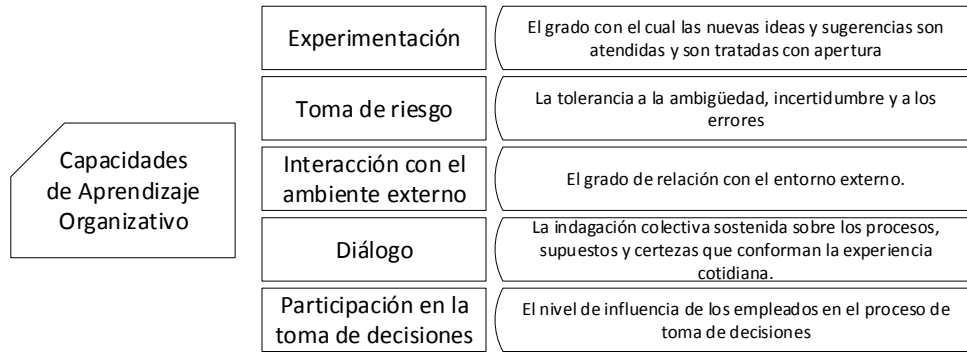 Capacidades
de Aprendizaje
Organizativo
Experimentación
El grado con el cual las nuevas ideas y sugerencias son
atendidas y son tratadas con apertura
Toma de riesgo
La tolerancia a la ambigüedad, incertidumbre y a los
errores
Interacción con el
ambiente externo
El grado de relación con el entorno externo.
Diálogo
La indagación colectiva sostenida sobre los procesos,
supuestos y certezas que conforman la experiencia
cotidiana.
Participación en la
toma de decisiones
El nivel de influencia de los empleados en el proceso de
toma de decisiones